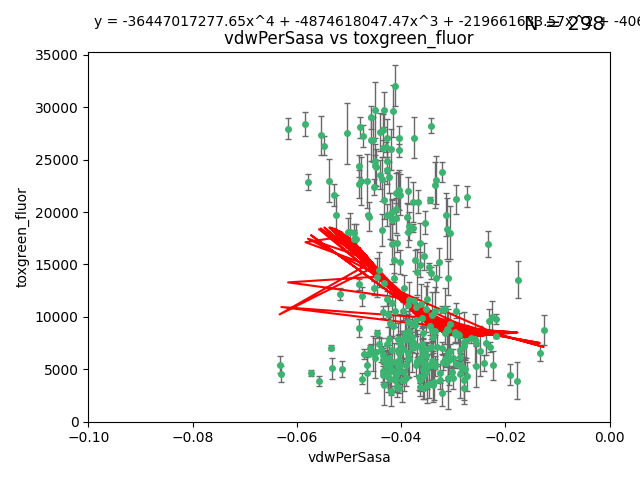 y = -36447017277.65x^4 + -4874618047.47x^3 + -219661
N = 298
vdwPerSasa vs toxgreen_fluor
35000
30000
25000
20000
15000
10000
5000
0
toxgreen_fluor
−0.10
−0.08
−0.06
−0.04
−0.02
0.00
vdwPerSasa